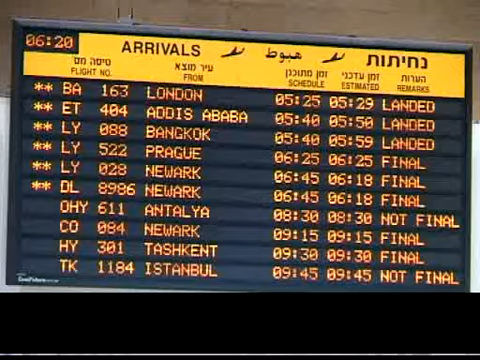 06:20 ARRIVALS هبوط נחיתות
טיסה מס' עיר מוצא זמן מתוכנן זמן עדכני הערות
FLIGHT NO. FROM SCHEDULE ESTIMATED REMARKS
** BA 163 LONDON 05:25 05:29 LANDED
** ET 404 ADDIS ABABA 05:40 05:50 LANDED
** LY 088 BANGKOK 05:40 05:59 LANDED
** LY 522 PRAGUE 06:25 06:25 FINAL
** LY 028 NEWARK 06:45 06:18 FINAL
** DL 8986 NEWARK 06:45 06:18 FINAL
OHY 611 ANTALYA 08:30 08:30 NOT FINAL
CO 084 NEWARK 09:15 09:15 FINAL
HY 301 TASHKENT 09:30 09:30 FINAL
TK 1184 ISTANBUL 09:45 09:45 NOT FINAL